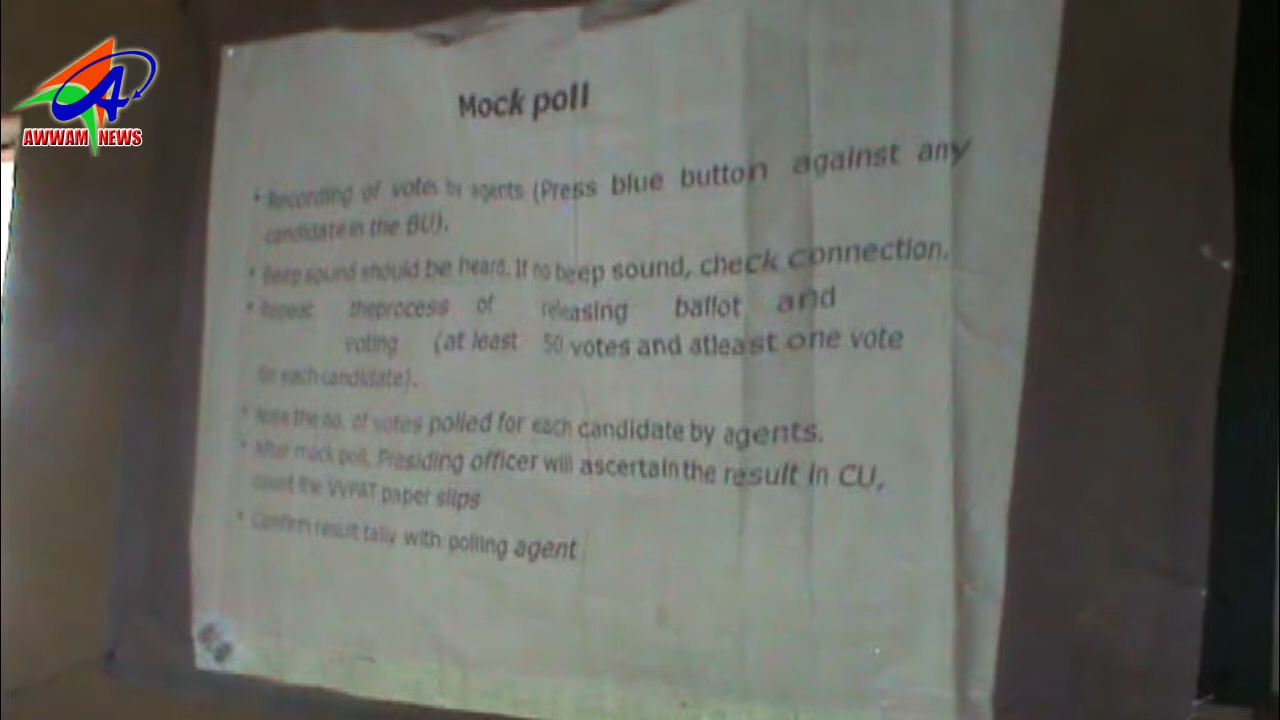 AWWAM NEWS
Mock poll
• Recording of votes by agents (Press blue button against any
candidate in the BU).
• Beep sound should be heard. If no beep sound, check connection.
• Repeat theprocess of releasing ballot and
voting (at least 50 votes and atleast one vote
for each candidate).
• Note the no. of votes polled for each candidate by agents.
• After mock poll, Presiding officer will ascertain the result in CU,
count the VVPAT paper slips
• Confirm result tally with polling agent